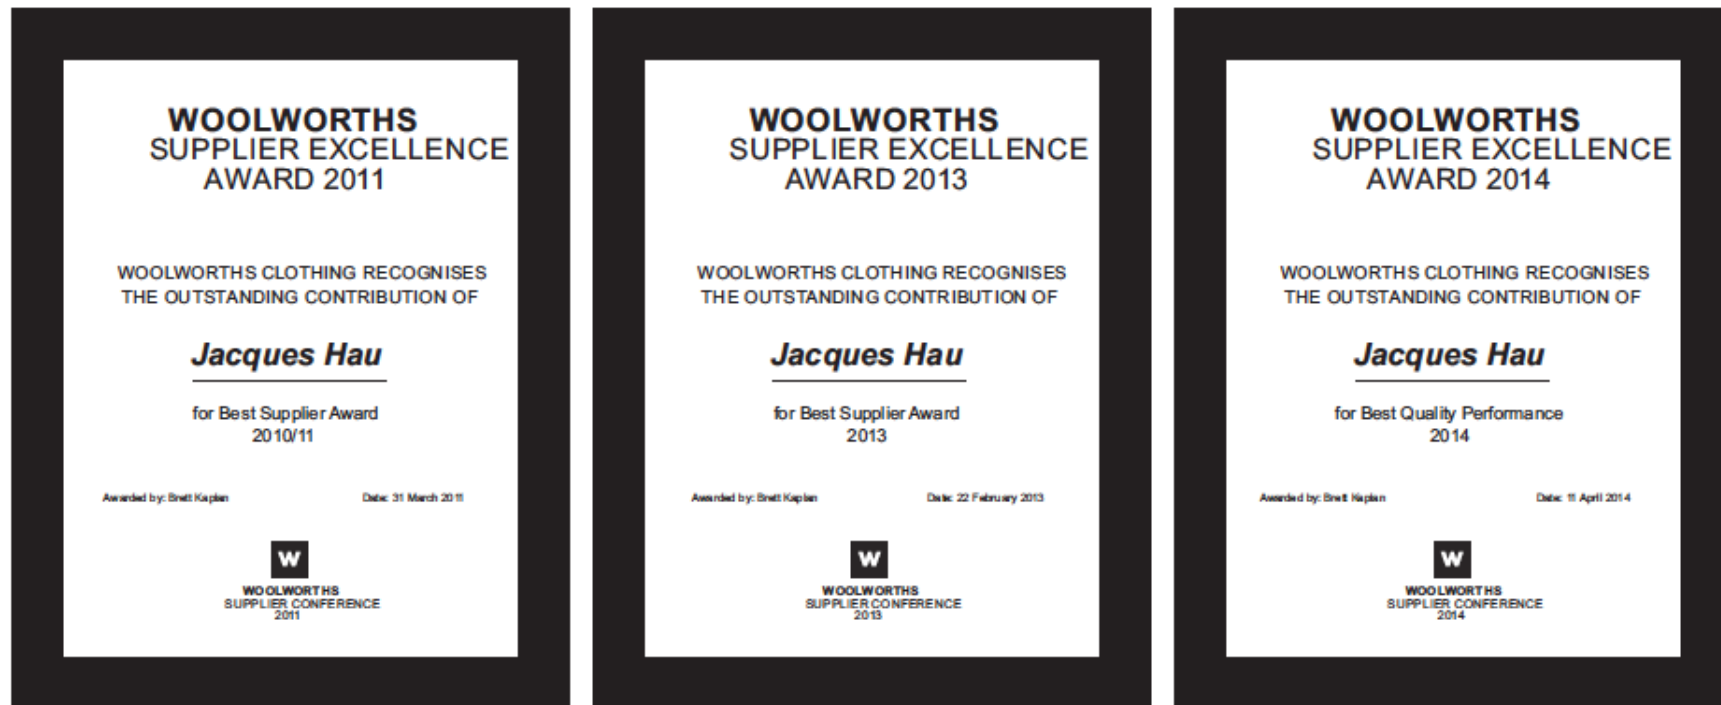 WOOLWORTHS
SUPPLIER EXCELLENCE
AWARD 2011
WOOLWORTHS CLOTHING RECOGNISES
THE OUTSTANDING CONTRIBUTION OF
Jacques Hau
for Best Supplier Award
2010/11
Awarded by: Brett Kaplan Date: 31 March 2011
W
WOOLWORTHS
SUPPLIER CONFERENCE
2011
WOOLWORTHS
SUPPLIER EXCELLENCE
AWARD 2013
WOOLWORTHS CLOTHING RECOGNISES
THE OUTSTANDING CONTRIBUTION OF
Jacques Hau
for Best Supplier Award
2013
Awarded by: Brett Kaplan Date: 22 February 2013
W
WOOLWORTHS
SUPPLIER CONFERENCE
2013
WOOLWORTHS
SUPPLIER EXCELLENCE
AWARD 2014
WOOLWORTHS CLOTHING RECOGNISES
THE OUTSTANDING CONTRIBUTION OF
Jacques Hau
for Best Quality Performance
2014
Awarded by: Brett Kaplan Date: 11 April 2014
W
WOOLWORTHS
SUPPLIER CONFERENCE
2014